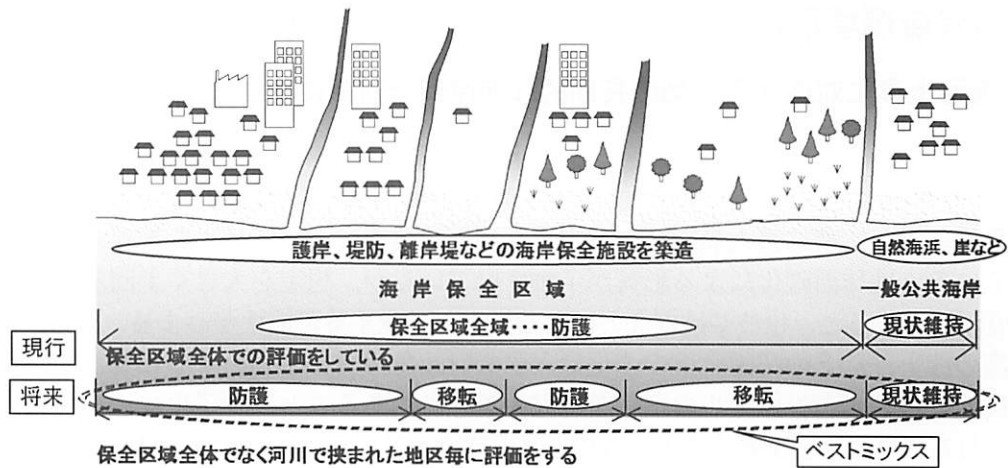 護岸、堤防、離岸堤などの海岸保全施設を築造
自然海浜、崖など
海岸保全区域
一般公共海岸
現行
保全区域全域‥‥防護
現状維持
保全区域全体での評価をしている
将来
防護
移転
防護
移転
現状維持
保全区域全体でなく河川で挟まれた地区毎に評価をする
ベストミックス